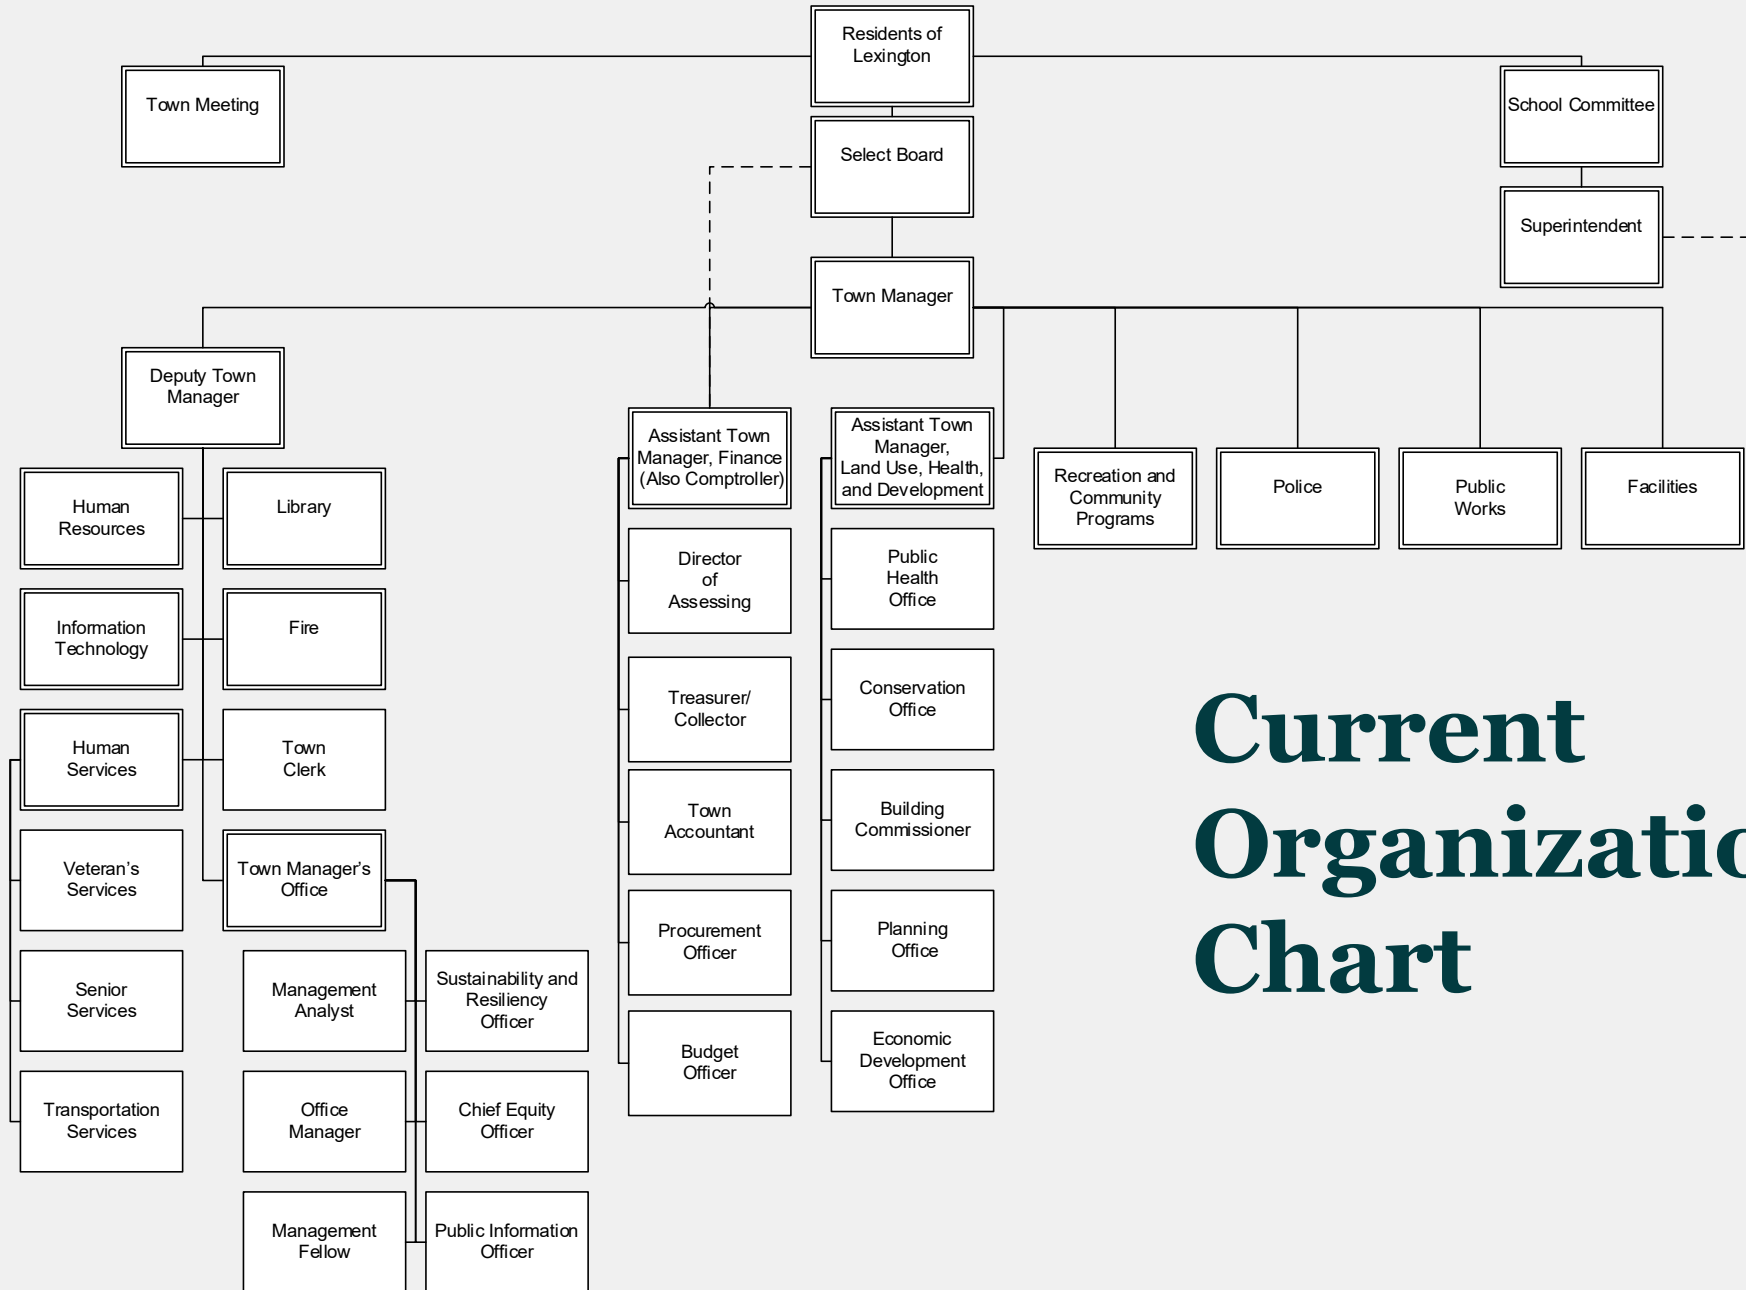 Residents of
Lexington
Town Meeting
School Committee
Select Board
Superintendent
Town Manager
Deputy Town
Manager
Assistant Town
Manager, Finance
(Also Comptroller)
Assistant Town
Manager,
Land Use, Health,
and Development
Recreation and
Community
Programs
Police
Public
Works
Facilities
Human
Resources
Library
Information
Technology
Fire
Human
Services
Town
Clerk
Veteran’s
Services
Town Manager’s
Office
Senior
Services
Transportation
Services
Management
Analyst
Sustainability and
Resiliency
Officer
Office
Manager
Chief Equity
Officer
Management
Fellow
Public Information
Officer
Director
of
Assessing
Treasurer/
Collector
Town
Accountant
Procurement
Officer
Budget
Officer
Public
Health
Office
Conservation
Office
Building
Commissioner
Planning
Office
Economic
Development
Office
Current
Organizatio
Chart